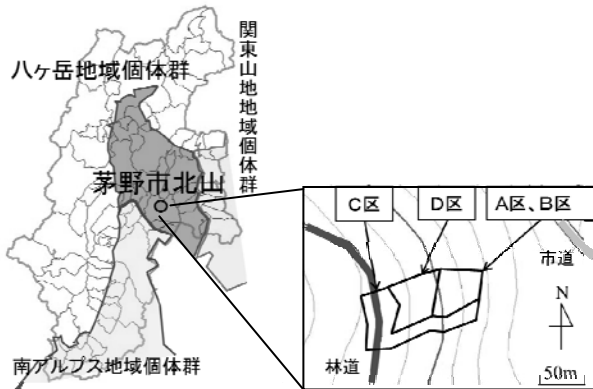 八ヶ岳地域個体群
関東山地地域個体群
茅野市北山
南アルプス地域個体群
C区
D区
A区、B区
市道
N
林道
50m